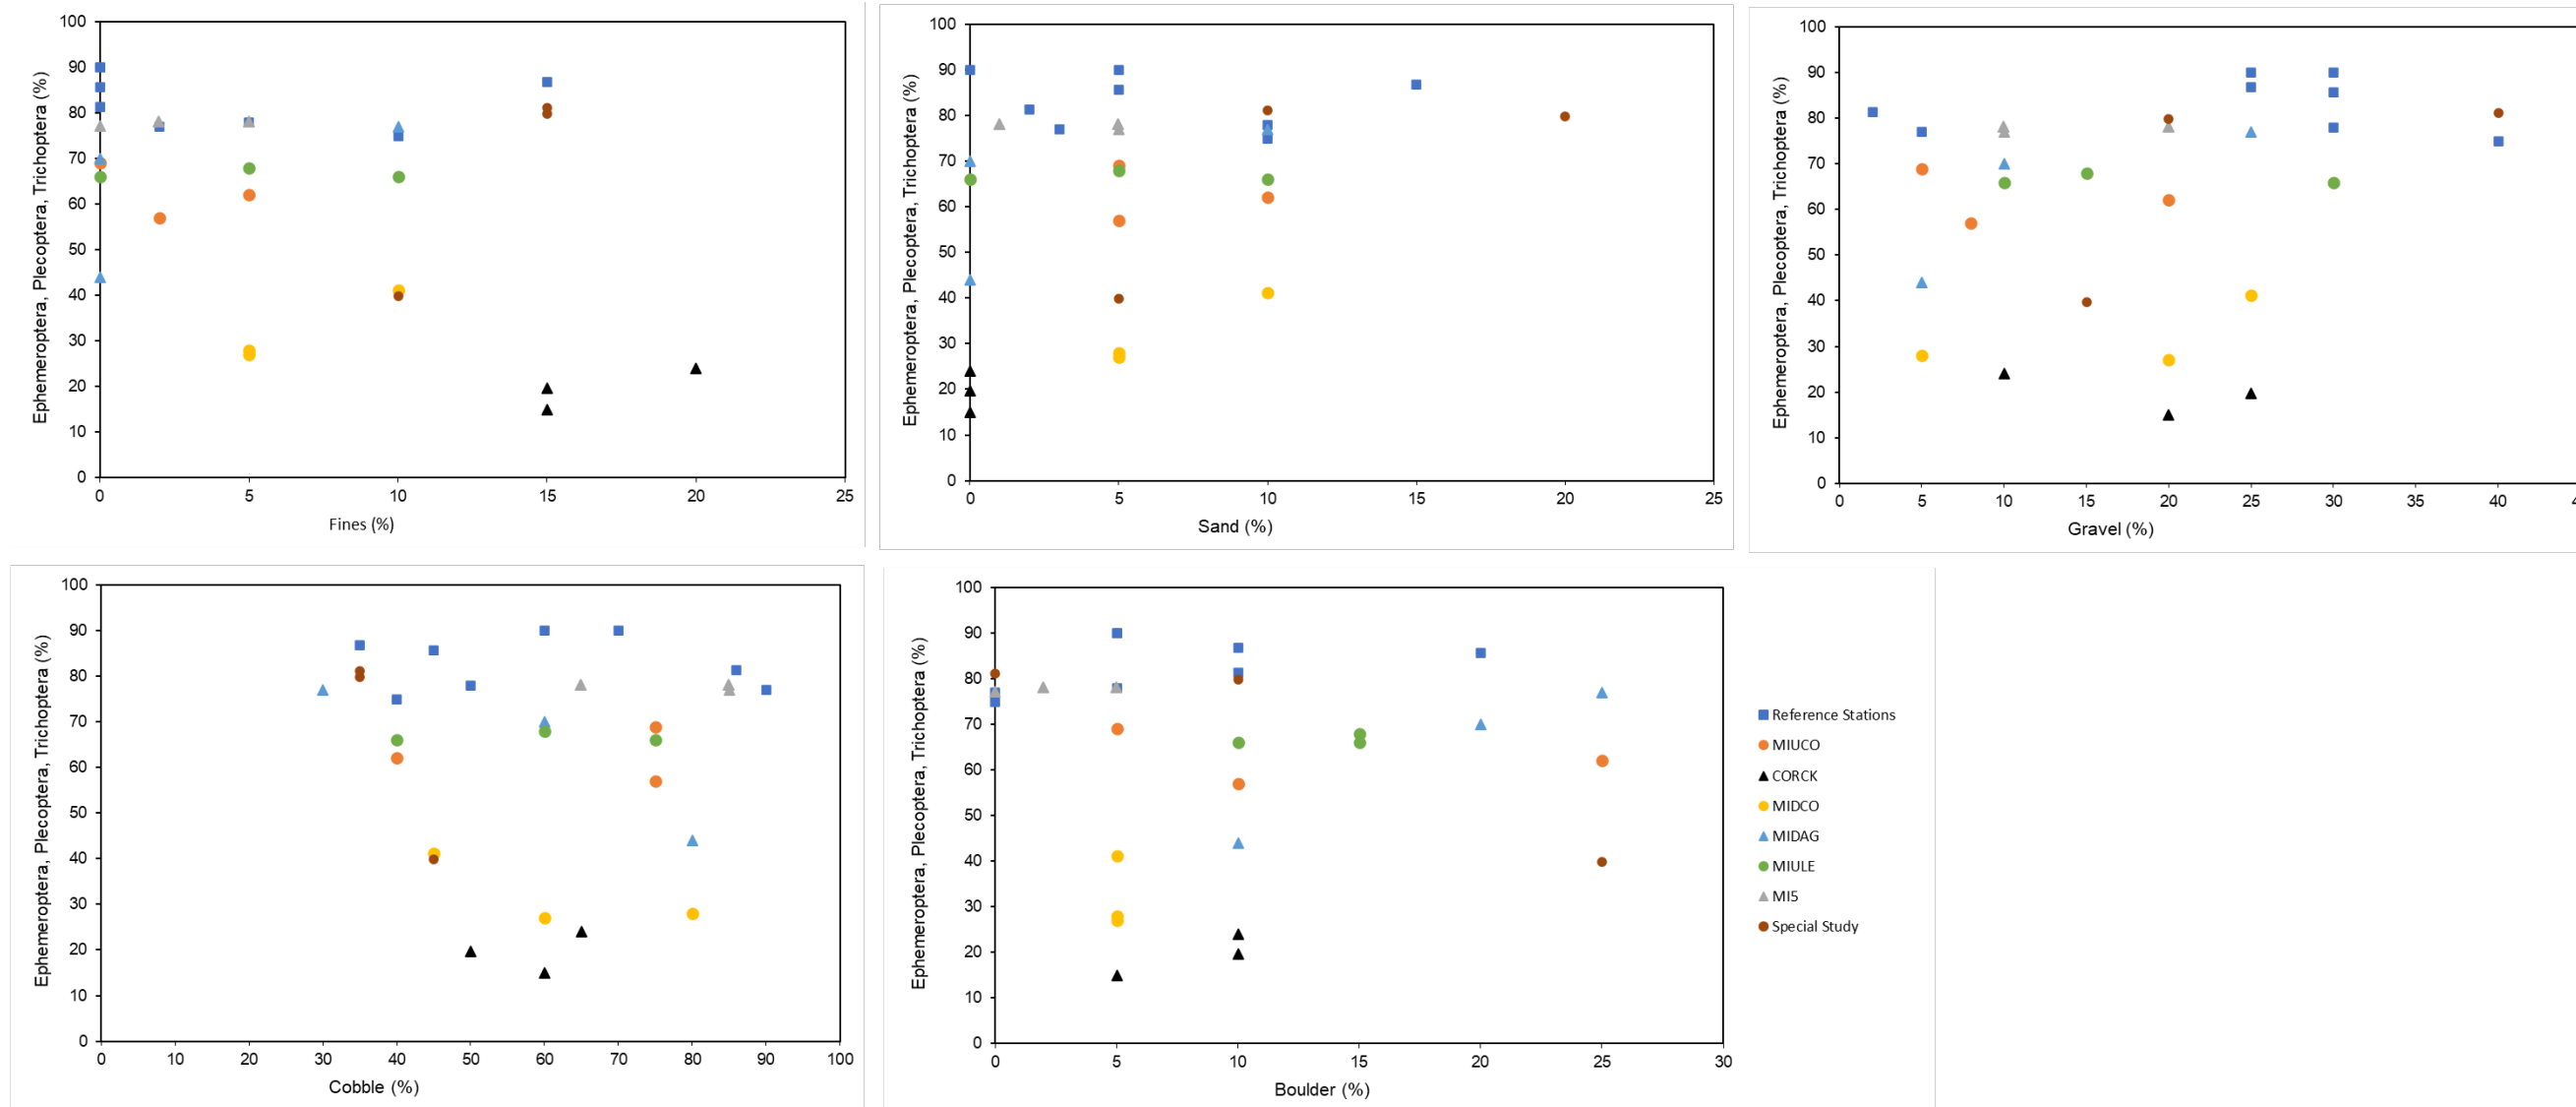 Ephemeroptera, Plecoptera, Trichoptera (%)
100
90
80
70
60
50
40
30
20
10
0
0 5 10 15 20 25
Fines (%)
Ephemeroptera, Plecoptera, Trichoptera (%)
100
90
80
70
60
50
40
30
20
10
0
0 5 10 15 20 25
Sand (%)
Ephemeroptera, Plecoptera, Trichoptera (%)
100
90
80
70
60
50
40
30
20
10
0
0 5 10 15 20 25 30 35 40
Gravel (%)
Ephemeroptera, Plecoptera, Trichoptera (%)
100
90
80
70
60
50
40
30
20
10
0
0 10 20 30 40 50 60 70 80 90 100
Cobble (%)
Ephemeroptera, Plecoptera, Trichoptera (%)
100
90
80
70
60
50
40
30
20
10
0
0 5 10 15 20 25 30
Boulder (%)
Reference Stations
MIUCO
CORCK
MIDCO
MIDAG
MIULE
MI5
Special Study